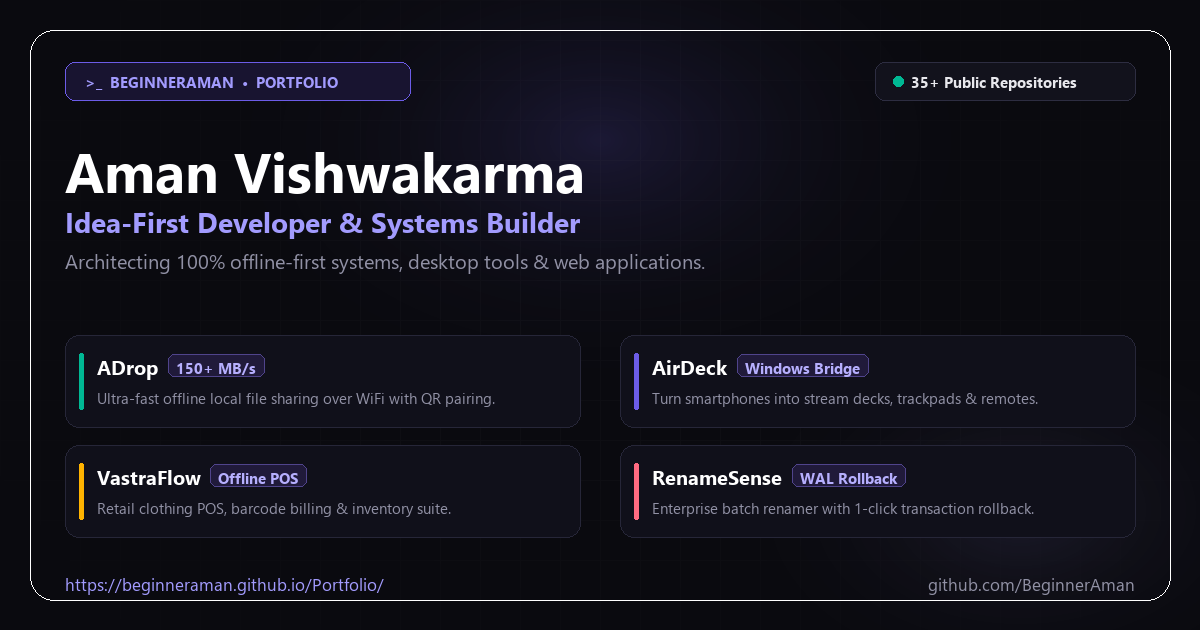 >_ BEGINNERAMAN • PORTFOLIO
35+ Public Repositories
Aman Vishwakarma
Idea-First Developer & Systems Builder
Architecting 100% offline-first systems, desktop tools & web applications.
ADrop 150+ MB/s
Ultra-fast offline local file sharing over WiFi with QR pairing.
AirDeck Windows Bridge
Turn smartphones into stream decks, trackpads & remotes.
VastraFlow Offline POS
Retail clothing POS, barcode billing & inventory suite.
RenameSense WAL Rollback
Enterprise batch renamer with 1-click transaction rollback.
https://beginneraman.github.io/Portfolio/
github.com/BeginnerAman